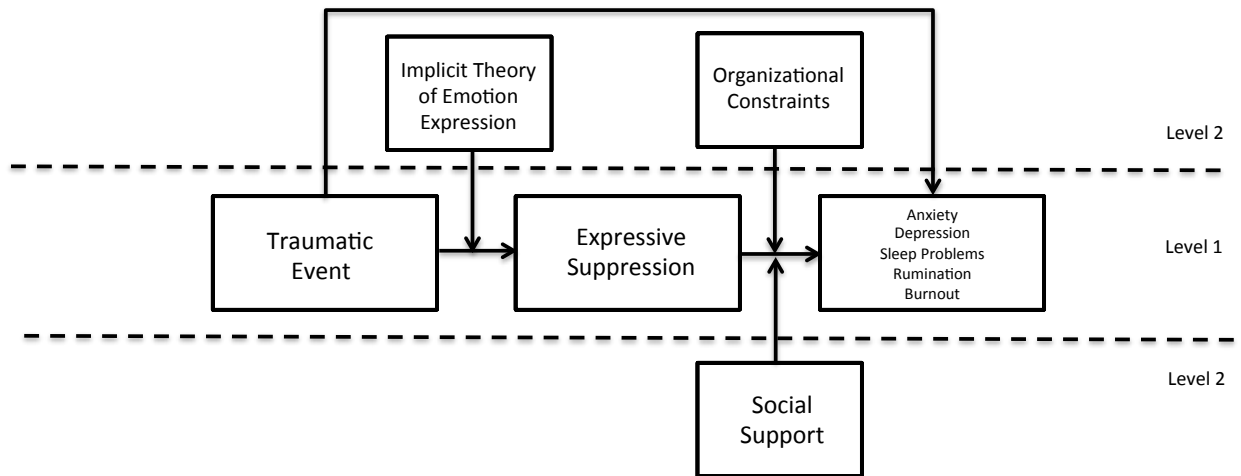 Implicit Theory
of Emotion
Expression
Organizational
Constraints
Level 2
Traumatic
Event
Expressive
Suppression
Anxiety
Depression
Sleep Problems
Rumination
Burnout
Level 1
Social
Support
Level 2